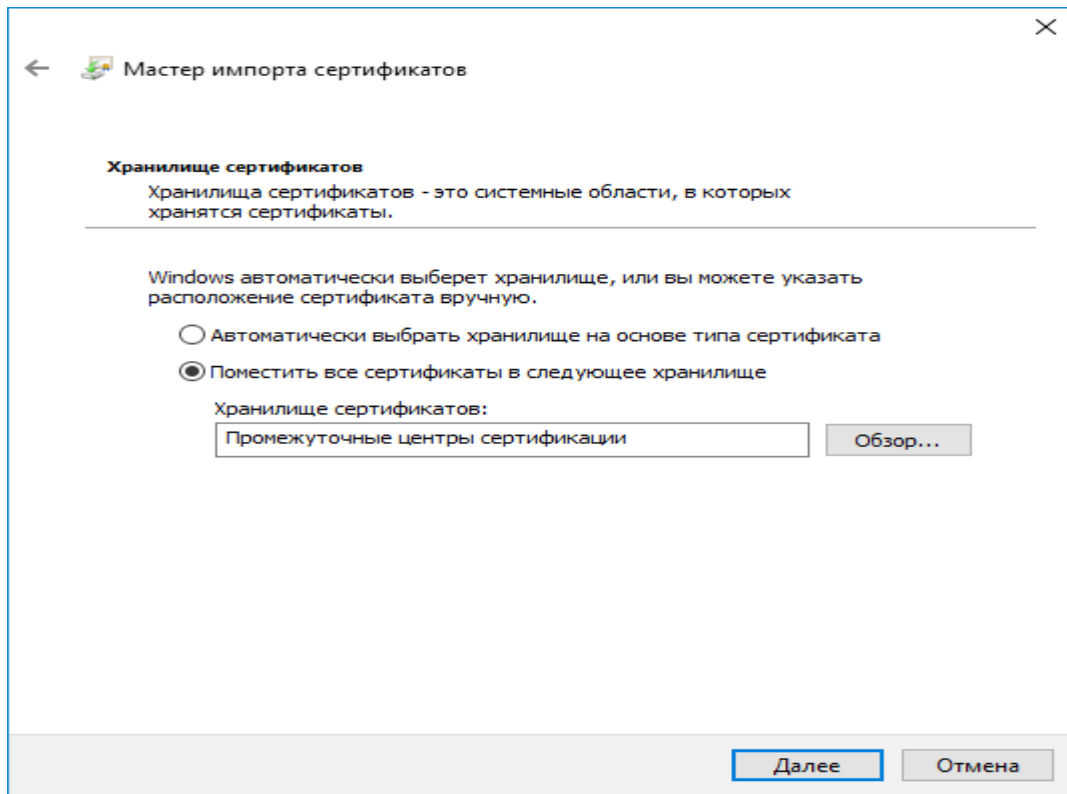 Мастер импорта сертификатов
Хранилище сертификатов
Хранилища сертификатов - это системные области, в которых
хранятся сертификаты.
Windows автоматически выберет хранилище, или вы можете указать
расположение сертификата вручную.
Автоматически выбрать хранилище на основе типа сертификата
Поместить все сертификаты в следующее хранилище
Хранилище сертификатов:
Промежуточные центры сертификации
Обзор...
Далее
Отмена